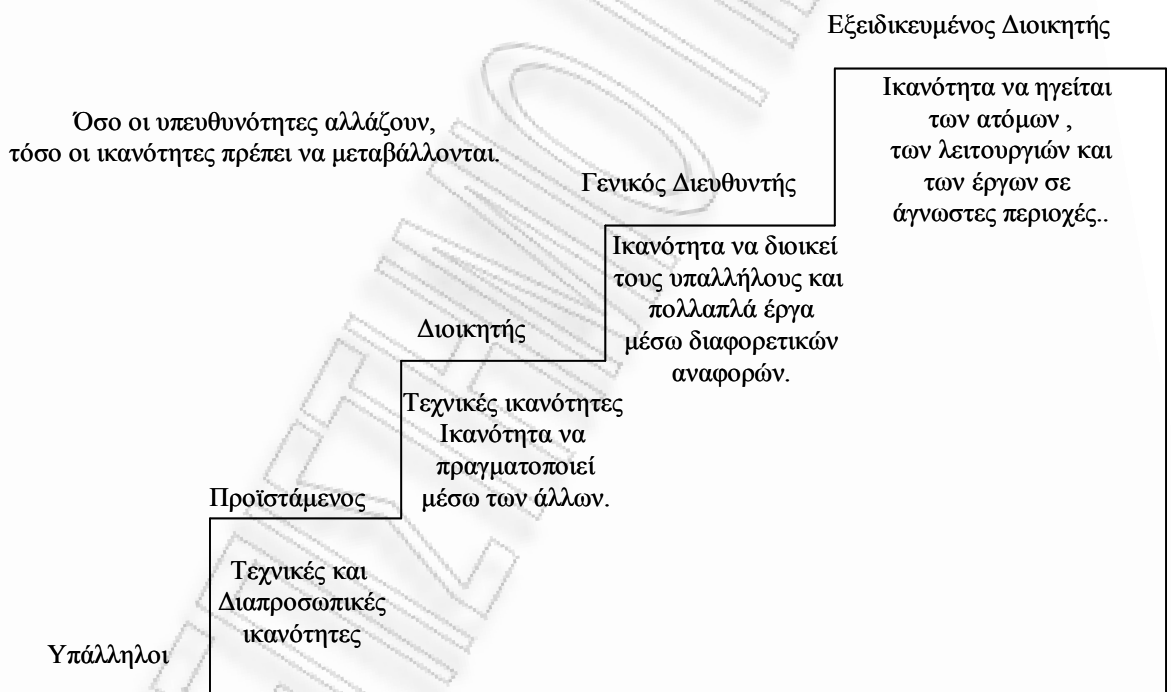 Εξειδικευμένος Διοικητής
Ικανότητα να ηγείται
των ατόμων ,
των λειτουργιών και
των έργων σε
άγνωστες περιοχές..
Όσο οι υπευθυνότητες αλλάζουν,
τόσο οι ικανότητες πρέπει να μεταβάλλονται.
Γενικός Διευθυντής
Ικανότητα να διοικεί
τους υπαλλήλους και
πολλαπλά έργα
μέσω διαφορετικών
αναφορών.
Διοικητής
Τεχνικές ικανότητες
Ικανότητα να
πραγματοποιεί
μέσω των άλλων.
Προϊστάμενος
Τεχνικές και
Διαπροσωπικές
ικανότητες
Υπάλληλοι